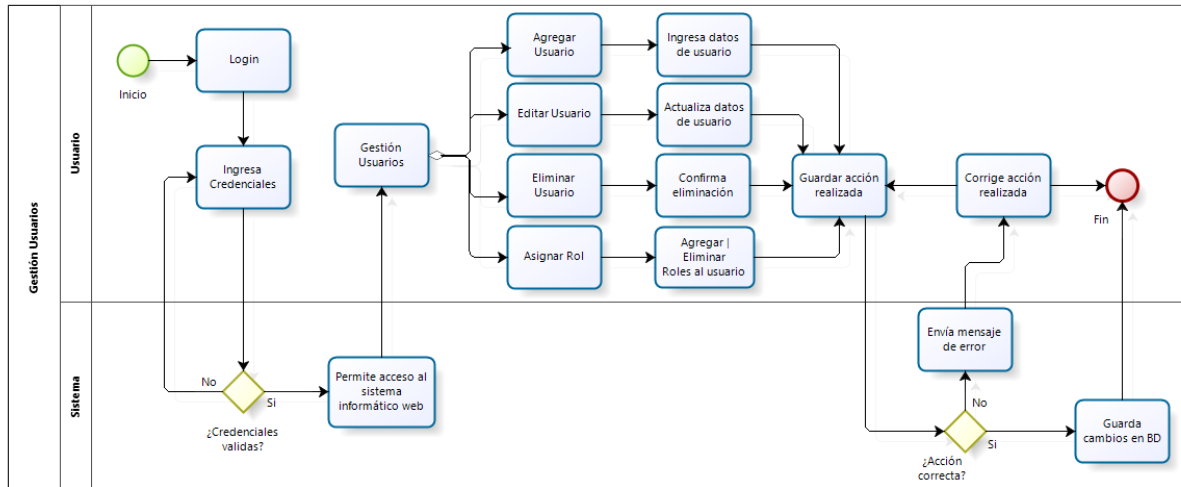 Gestión Usuarios
Usuario
Inicio
Login
Ingresa
Credenciales
Gestión
Usuarios
Agregar
Usuario
Ingresa datos
de usuario
Editar Usuario
Actualiza datos
de usuario
Eliminar
Usuario
Confirma
eliminación
Asignar Rol
Agregar |
Eliminar
Roles al usuario
Guardar acción
realizada
Corrige acción
realizada
Fin
Sistema
No
Si
¿Credenciales
validas?
Permite acceso al
sistema
informático web
Envía mensaje
de error
No
Si
¿Acción
correcta?
Guarda
cambios en BD